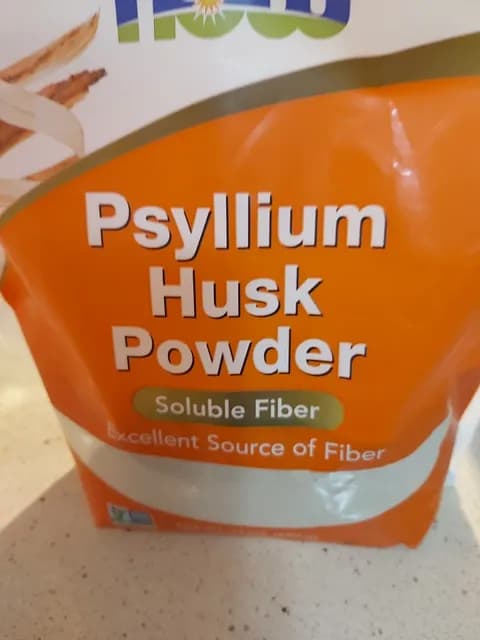 Psyllium
Husk
Powder
Soluble Fiber
Excellent Source of Fiber